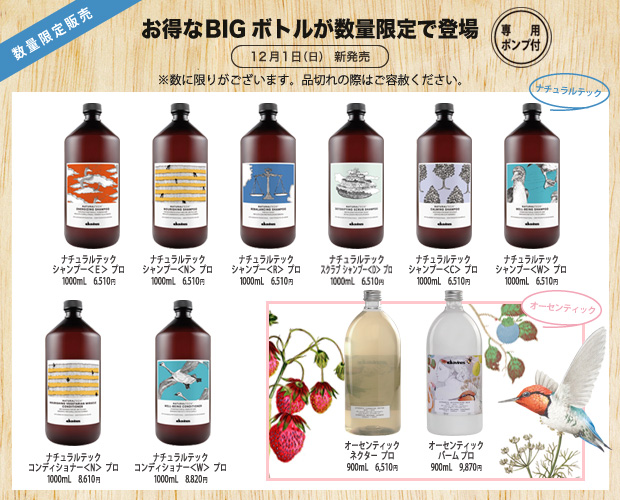 数量限定販売
お得なBIGボトルが数量限定で登場
専用
ポンプ付
12月1日(日) 新発売
※数に限りがございます。品切れの際はご容赦ください。
ナチュラルテック
ナチュラルテック
シャンプー<E> プロ
1000mL 6.510円
ナチュラルテック
シャンプー<N> プロ
1000mL 6.510円
ナチュラルテック
シャンプー<R> プロ
1000mL 6.510円
ナチュラルテック
スクラブ シャンプー<D> プロ
1000mL 6.510円
ナチュラルテック
シャンプー<C> プロ
1000mL 6.510円
ナチュラルテック
シャンプー<W> プロ
1000mL 6.510円
オーセンティック
ナチュラルテック
コンディショナー<N> プロ
1000mL 8.610円
ナチュラルテック
コンディショナー<W> プロ
1000mL 8.820円
オーセンティック
ネクター プロ
900mL 6,510円
オーセンティック
バーム プロ
900mL 9,870円